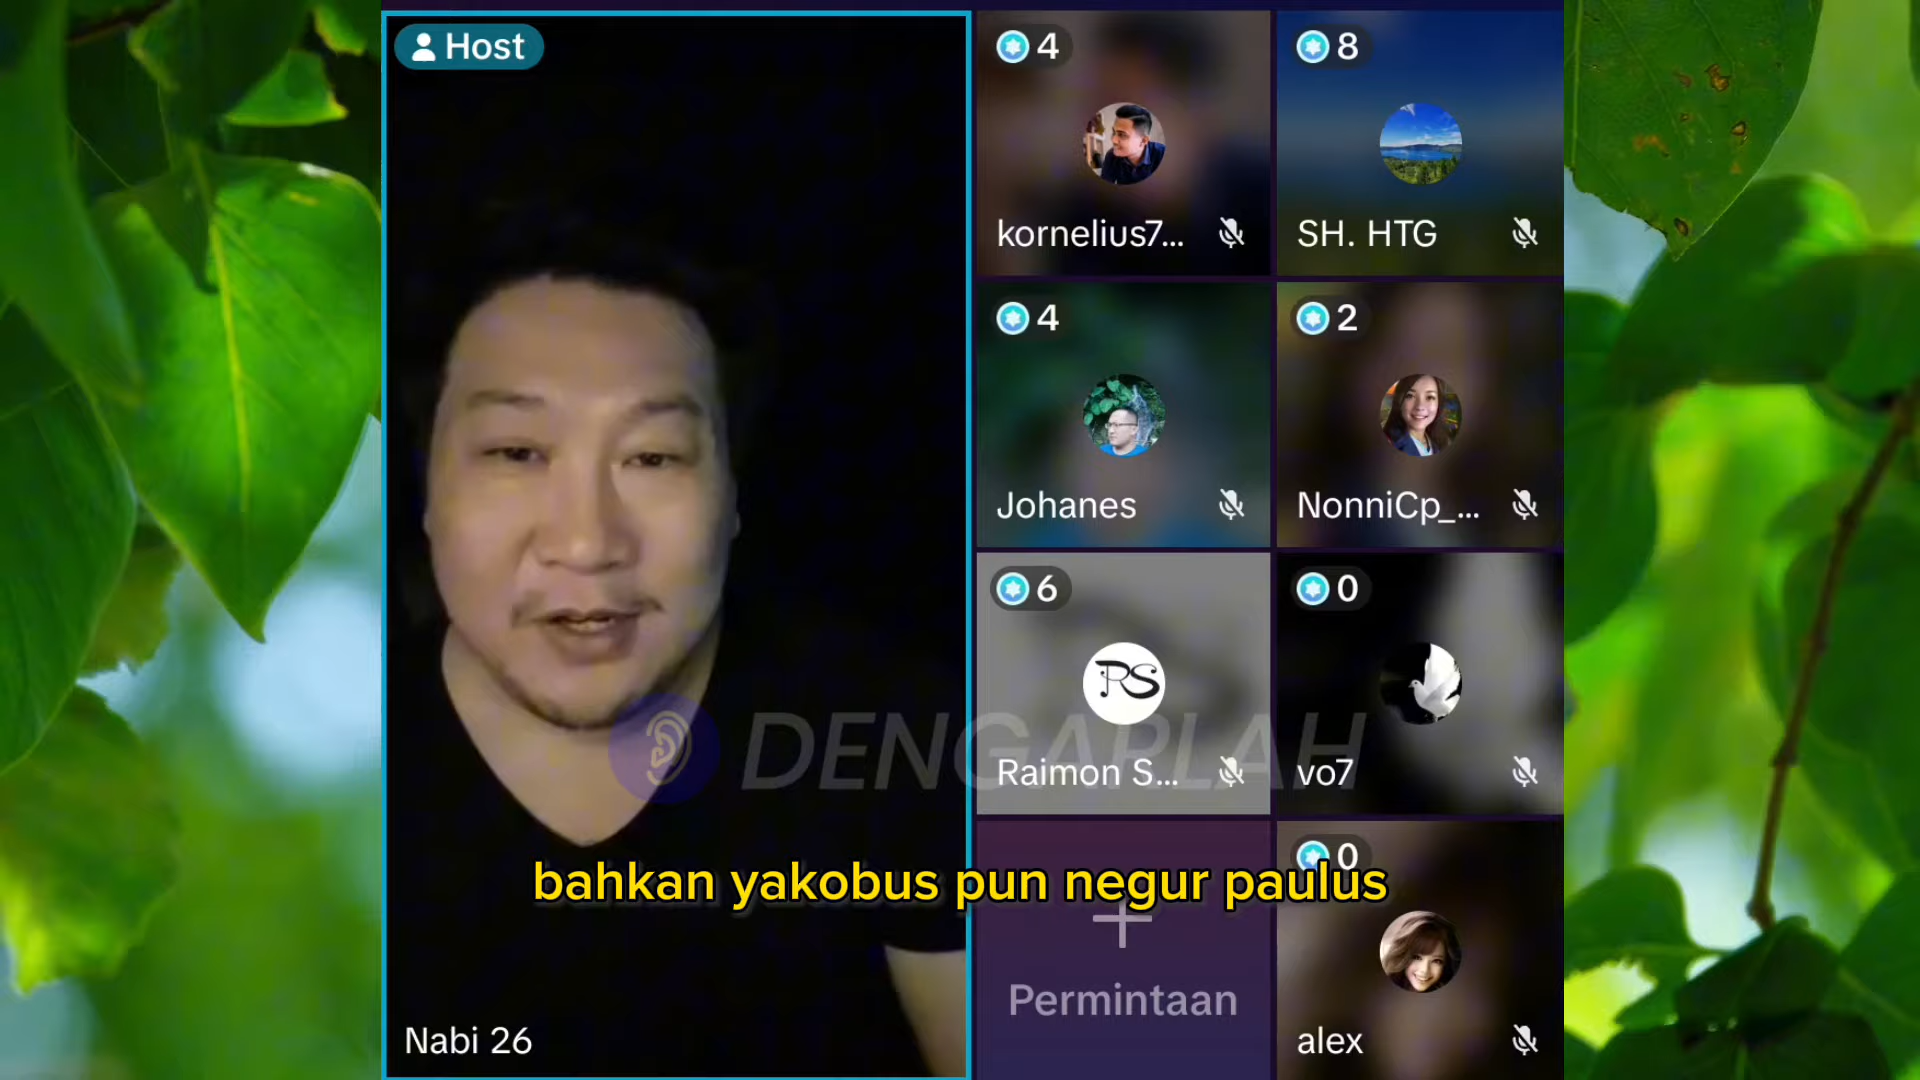 Host
4
8
kornelius7...
SH. HTG
4
2
Johanes
NonniCp_...
6
0
RS
DENGARLAH
Raimon S...
vo7
0
bahkan yakobus pun negur paulus
+
Permintaan
Nabi 26
alex